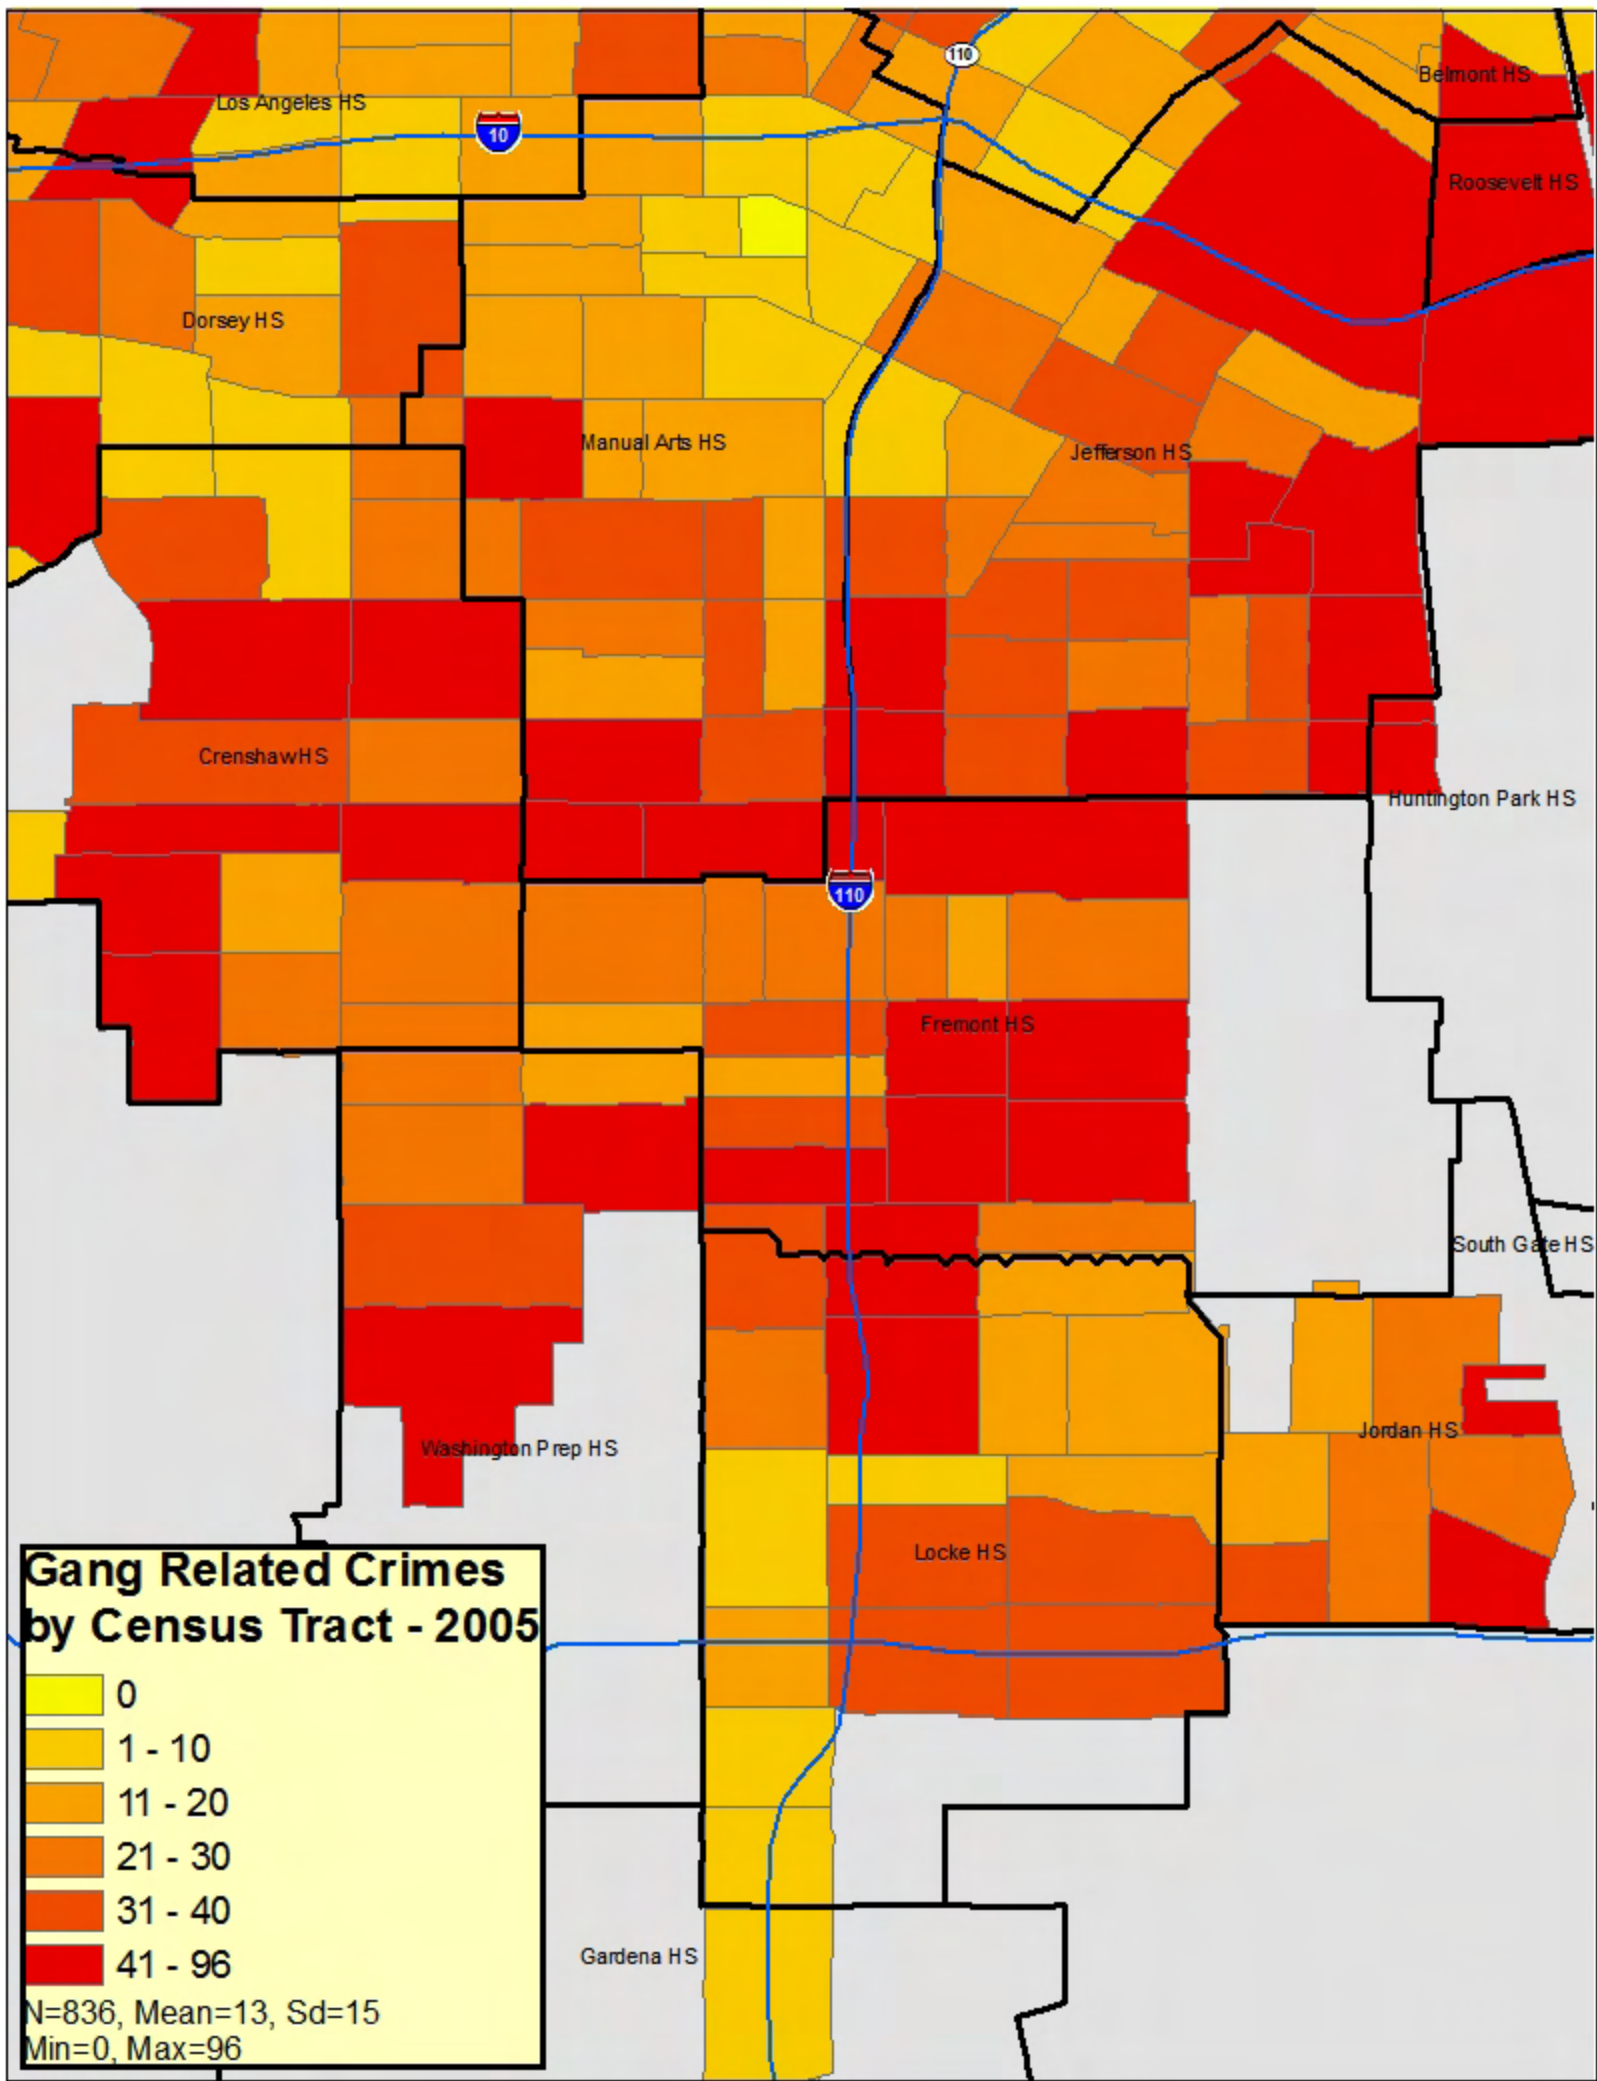 110
Belmont HS
Los Angeles HS
10
Roosevelt HS
Dorsey HS
Manual Arts HS
Jefferson HS
Crenshaw HS
Huntington Park HS
110
Fremont HS
South Gate HS
Jordan HS
Washington Prep HS
Locke HS
Gang Related Crimes
by Census Tract - 2005
0
1 - 10
11 - 20
21 - 30
31 - 40
41 - 96
N=836, Mean=13, Sd=15
Min=0, Max=96
Gardena HS